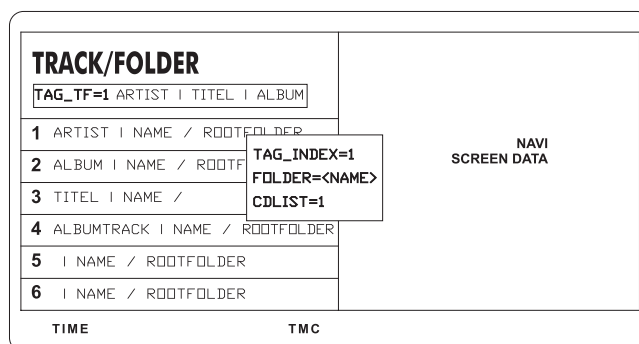 TRACK/FOLDER
TAG_TF=1 ARTIST | TITEL | ALBUM
1 ARTIST | NAME / ROOTFOLDER
2 ALBUM | NAME / ROOTF
3 TITEL | NAME /
4 ALBUMTRACK | NAME / ROOTFOLDER
5 | NAME / ROOTFOLDER
6 | NAME / ROOTFOLDER
TAG_INDEX=1
FOLDER=<NAME>
CDLIST=1
NAVI
SCREEN DATA
TIME TMC